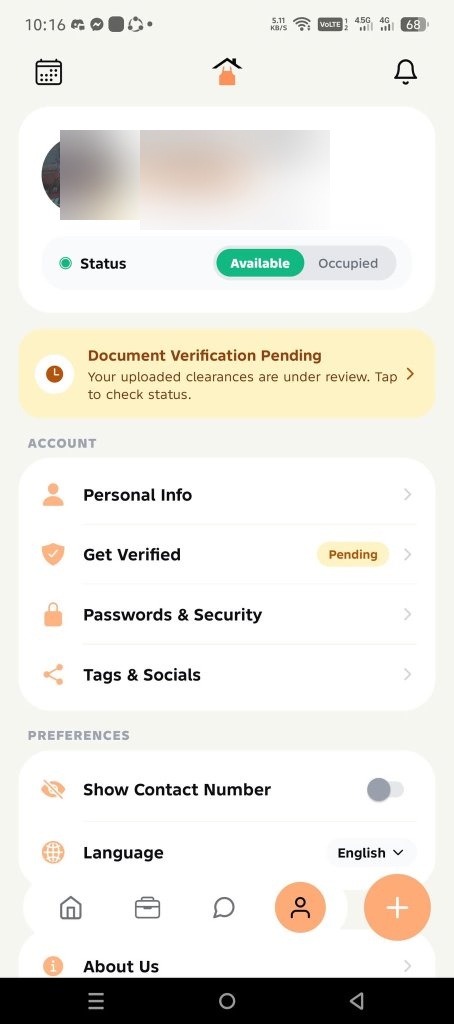 10:16
5.11
KB/S
VoLTE 1 2
4.5G
4G
68
Status
Available
Occupied
Document Verification Pending
Your uploaded clearances are under review. Tap
to check status.
ACCOUNT
Personal Info
Get Verified
Pending
Passwords & Security
Tags & Socials
PREFERENCES
Show Contact Number
Language
English
About Us